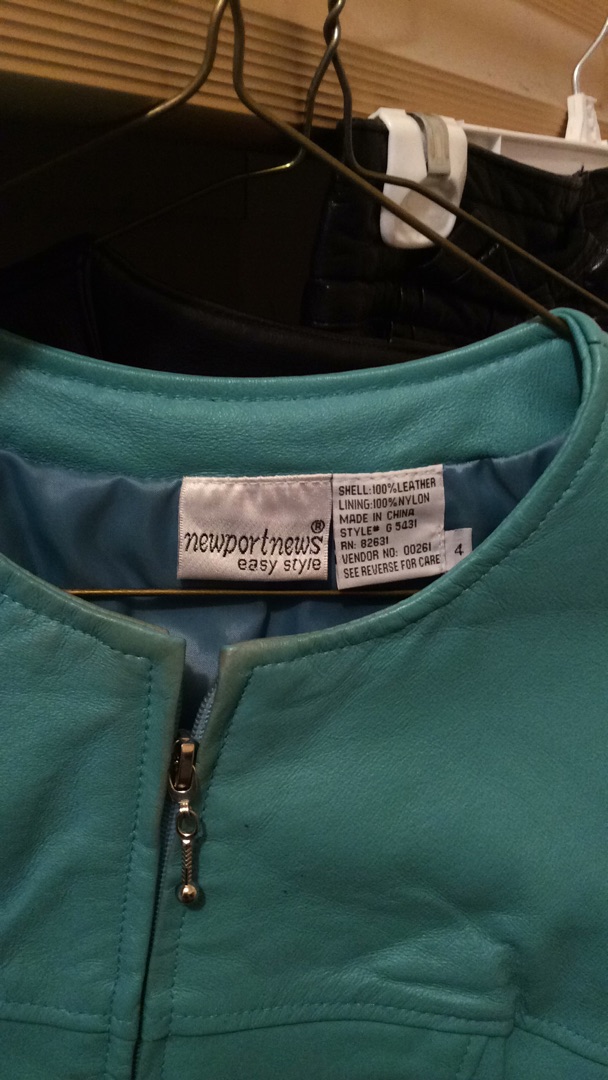 newportnews®
easy style
SHELL:100%LEATHER
LINING:100%NYLON
MADE IN CHINA
STYLE# G 5431
RN: 82631
VENDOR NO: 00261
SEE REVERSE FOR CARE
4